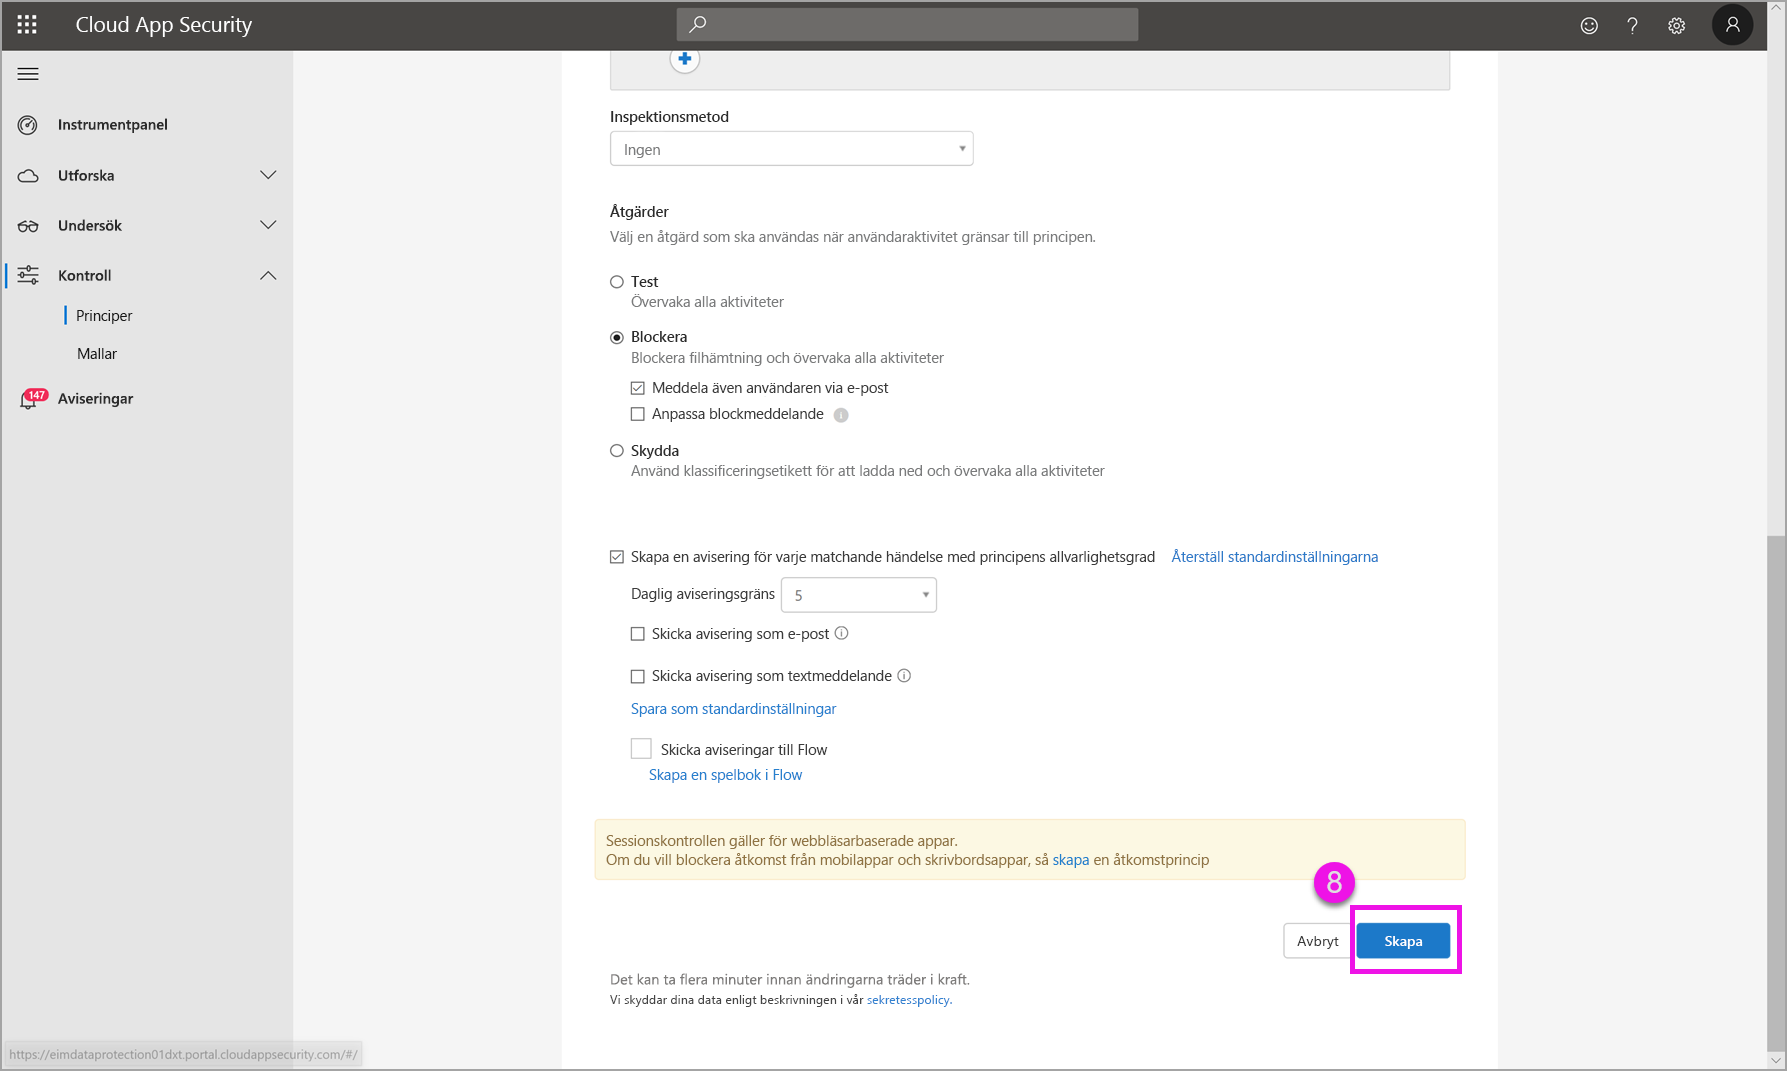 Cloud App Security
Instrumentpanel
Utforska
Undersök
Kontroll
Principer
Mallar
147
Aviseringar
Inspektionsmetod
Ingen
Åtgärder
Välj en åtgärd som ska användas när användaraktivitet gränsar till principen.
Test
Övervaka alla aktiviteter
Blockera
Blockera filhämtning och övervaka alla aktiviteter
Meddela även användaren via e-post
Anpassa blockmeddelande
Skydda
Använd klassificeringsetikett för att ladda ned och övervaka alla aktiviteter
Skapa en avisering för varje matchande händelse med principens allvarlighetsgrad Återställ standardinställningarna
Daglig aviseringsgräns 5
Skicka avisering som e-post
Skicka avisering som textmeddelande
Spara som standardinställningar
Skicka aviseringar till Flow
Skapa en spelbok i Flow
Sessionskontrollen gäller för webbläsarbaserade appar.
Om du vill blockera åtkomst från mobilappar och skrivbordsappar, så skapa en åtkomstprincip
8
Avbryt Skapa
Det kan ta flera minuter innan ändringarna träder i kraft.
Vi skyddar dina data enligt beskrivningen i vår sekretesspolicy.
https://eimdataprotection01dxt.portal.cloudappsecurity.com/#/